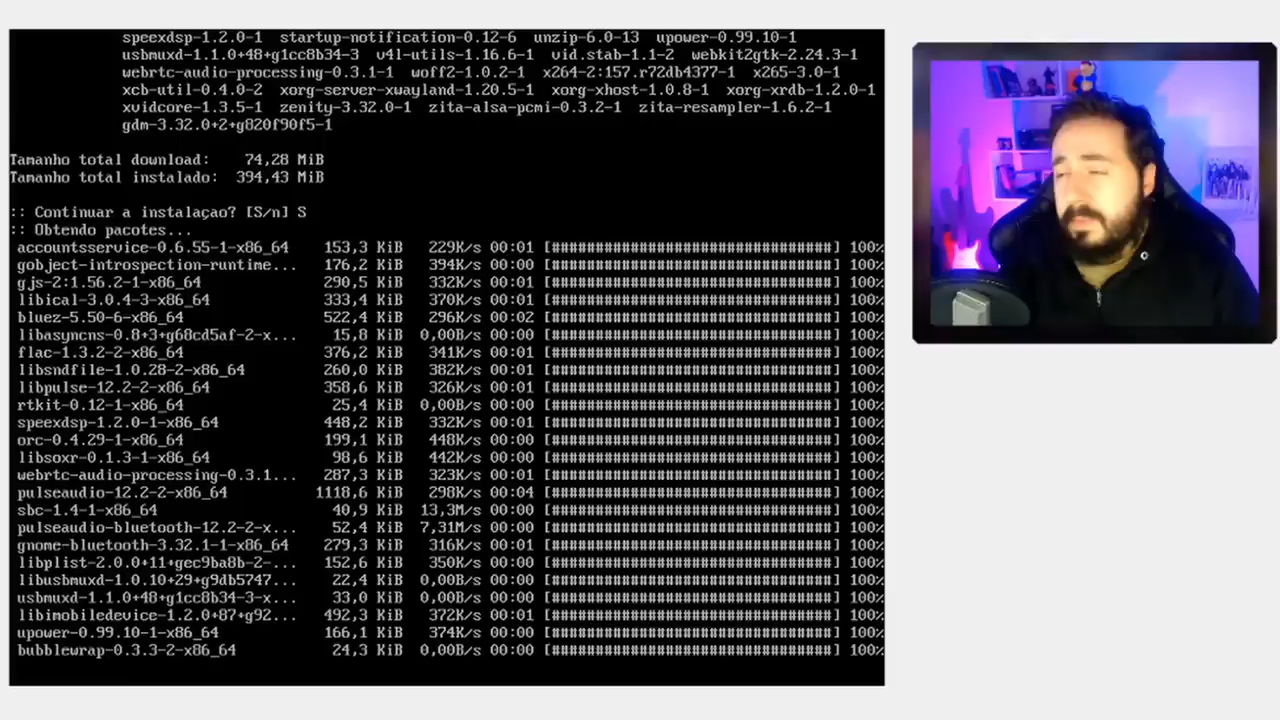 speexdsp-1.2.0-1 startup-notification-0.12-6 unzip-6.0-13 upower-0.99.10-1
usbmuxd-1.1.0+48+g1cc8b34-3 v4l-utils-1.16.6-1 vid.stab-1.1-2 webkit2gtk-2.24.3-1
webrtc-audio-processing-0.3.1-1 woff2-1.0.2-1 x264-2:157.r72db4377-1 x265-3.0-1
xcb-util-0.4.0-2 xorg-server-xwayland-1.20.5-1 xorg-xhost-1.0.8-1 xorg-xrdb-1.2.0-1
xvidcore-1.3.5-1 zenity-3.32.0-1 zita-alsa-pcmi-0.3.2-1 zita-resampler-1.6.2-1
gdm-3.32.0+2+g820f90f5-1
Tamanho total download: 74,28 MiB
Tamanho total instalado: 394,43 MiB
:: Continuar a instalaçao? [S/n] S
:: Obtendo pacotes...
accountsservice-0.6.55-1-x86_64 153,3 KiB 229K/s 00:01 [################################] 100%
gobject-introspection-runtime... 176,2 KiB 394K/s 00:00 [################################] 100%
gjs-2:1.56.2-1-x86_64 290,5 KiB 332K/s 00:01 [################################] 100%
libical-3.0.4-3-x86_64 333,4 KiB 370K/s 00:01 [################################] 100%
bluez-5.50-6-x86_64 522,4 KiB 296K/s 00:02 [################################] 100%
libasyncns-0.8+3+g68cd5af-2-x... 15,8 KiB 0,00B/s 00:00 [################################] 100%
flac-1.3.2-2-x86_64 376,2 KiB 341K/s 00:01 [################################] 100%
libsndfile-1.0.28-2-x86_64 260,0 KiB 382K/s 00:01 [################################] 100%
libpulse-12.2-2-x86_64 358,6 KiB 326K/s 00:01 [################################] 100%
rtkit-0.12-1-x86_64 25,4 KiB 0,00B/s 00:00 [################################] 100%
speexdsp-1.2.0-1-x86_64 448,2 KiB 332K/s 00:01 [################################] 100%
orc-0.4.29-1-x86_64 199,1 KiB 448K/s 00:00 [################################] 100%
libsoxr-0.1.3-1-x86_64 98,6 KiB 442K/s 00:00 [################################] 100%
webrtc-audio-processing-0.3.1... 287,3 KiB 323K/s 00:01 [################################] 100%
pulseaudio-12.2-2-x86_64 1118,6 KiB 298K/s 00:04 [################################] 100%
sbc-1.4-1-x86_64 40,9 KiB 13,3M/s 00:00 [################################] 100%
pulseaudio-bluetooth-12.2-2-x... 52,4 KiB 7,31M/s 00:00 [################################] 100%
gnome-bluetooth-3.32.1-1-x86_64 279,3 KiB 316K/s 00:01 [################################] 100%
libplist-2.0.0+11+gec9ba8b-2-... 152,6 KiB 350K/s 00:00 [################################] 100%
libusbmuxd-1.0.10+29+g9db5747... 22,4 KiB 0,00B/s 00:00 [################################] 100%
usbmuxd-1.1.0+48+g1cc8b34-3-x... 33,0 KiB 0,00B/s 00:00 [################################] 100%
libimobiledevice-1.2.0+87+g92... 492,3 KiB 372K/s 00:01 [################################] 100%
upower-0.99.10-1-x86_64 166,1 KiB 374K/s 00:00 [################################] 100%
bubblewrap-0.3.3-2-x86_64 24,3 KiB 0,00B/s 00:00 [################################] 100%